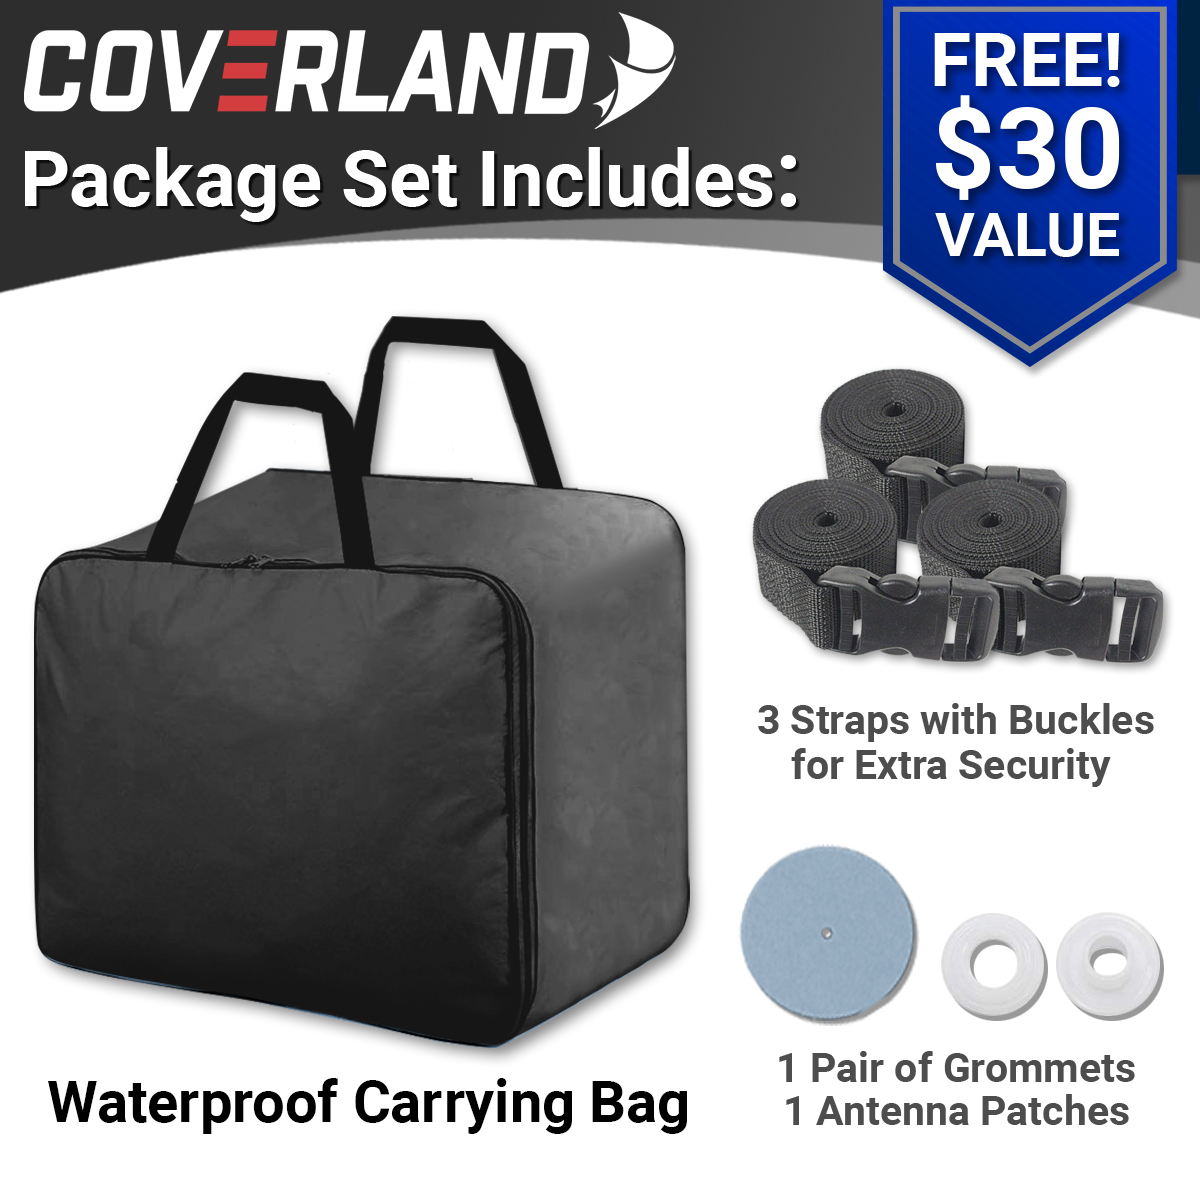 COVERLAND
Package Set Includes:
FREE!
$30
VALUE
3 Straps with Buckles
for Extra Security
Waterproof Carrying Bag
1 Pair of Grommets
1 Antenna Patches